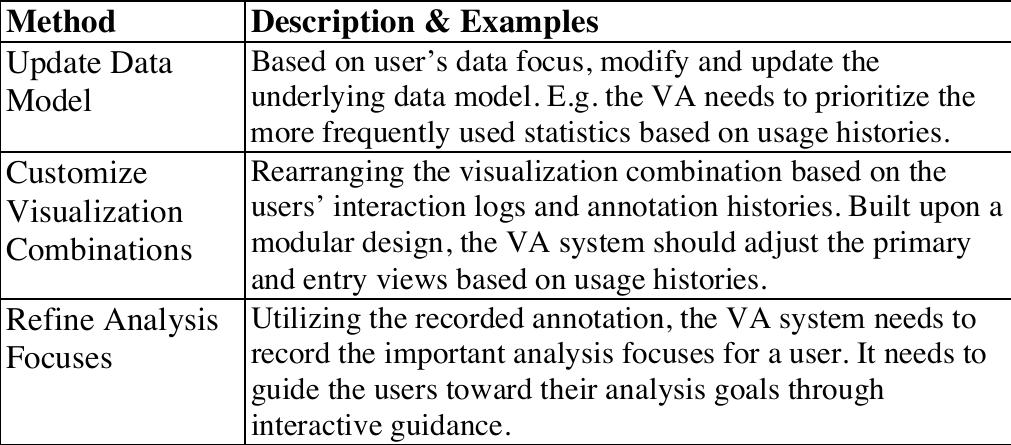 Method Description & Examples
Update Data
Model
Based on user's data focus, modify and update the
underlying data model. E.g. the VA needs to prioritize the
more frequently used statistics based on usage histories.
Customize
Visualization
Combinations
Rearranging the visualization combination based on the
users' interaction logs and annotation histories. Built upon a
modular design, the VA system should adjust the primary
and entry views based on usage histories.
Refine Analysis
Focuses
Utilizing the recorded annotation, the VA system needs to
record the important analysis focuses for a user. It needs to
guide the users toward their analysis goals through
interactive guidance.